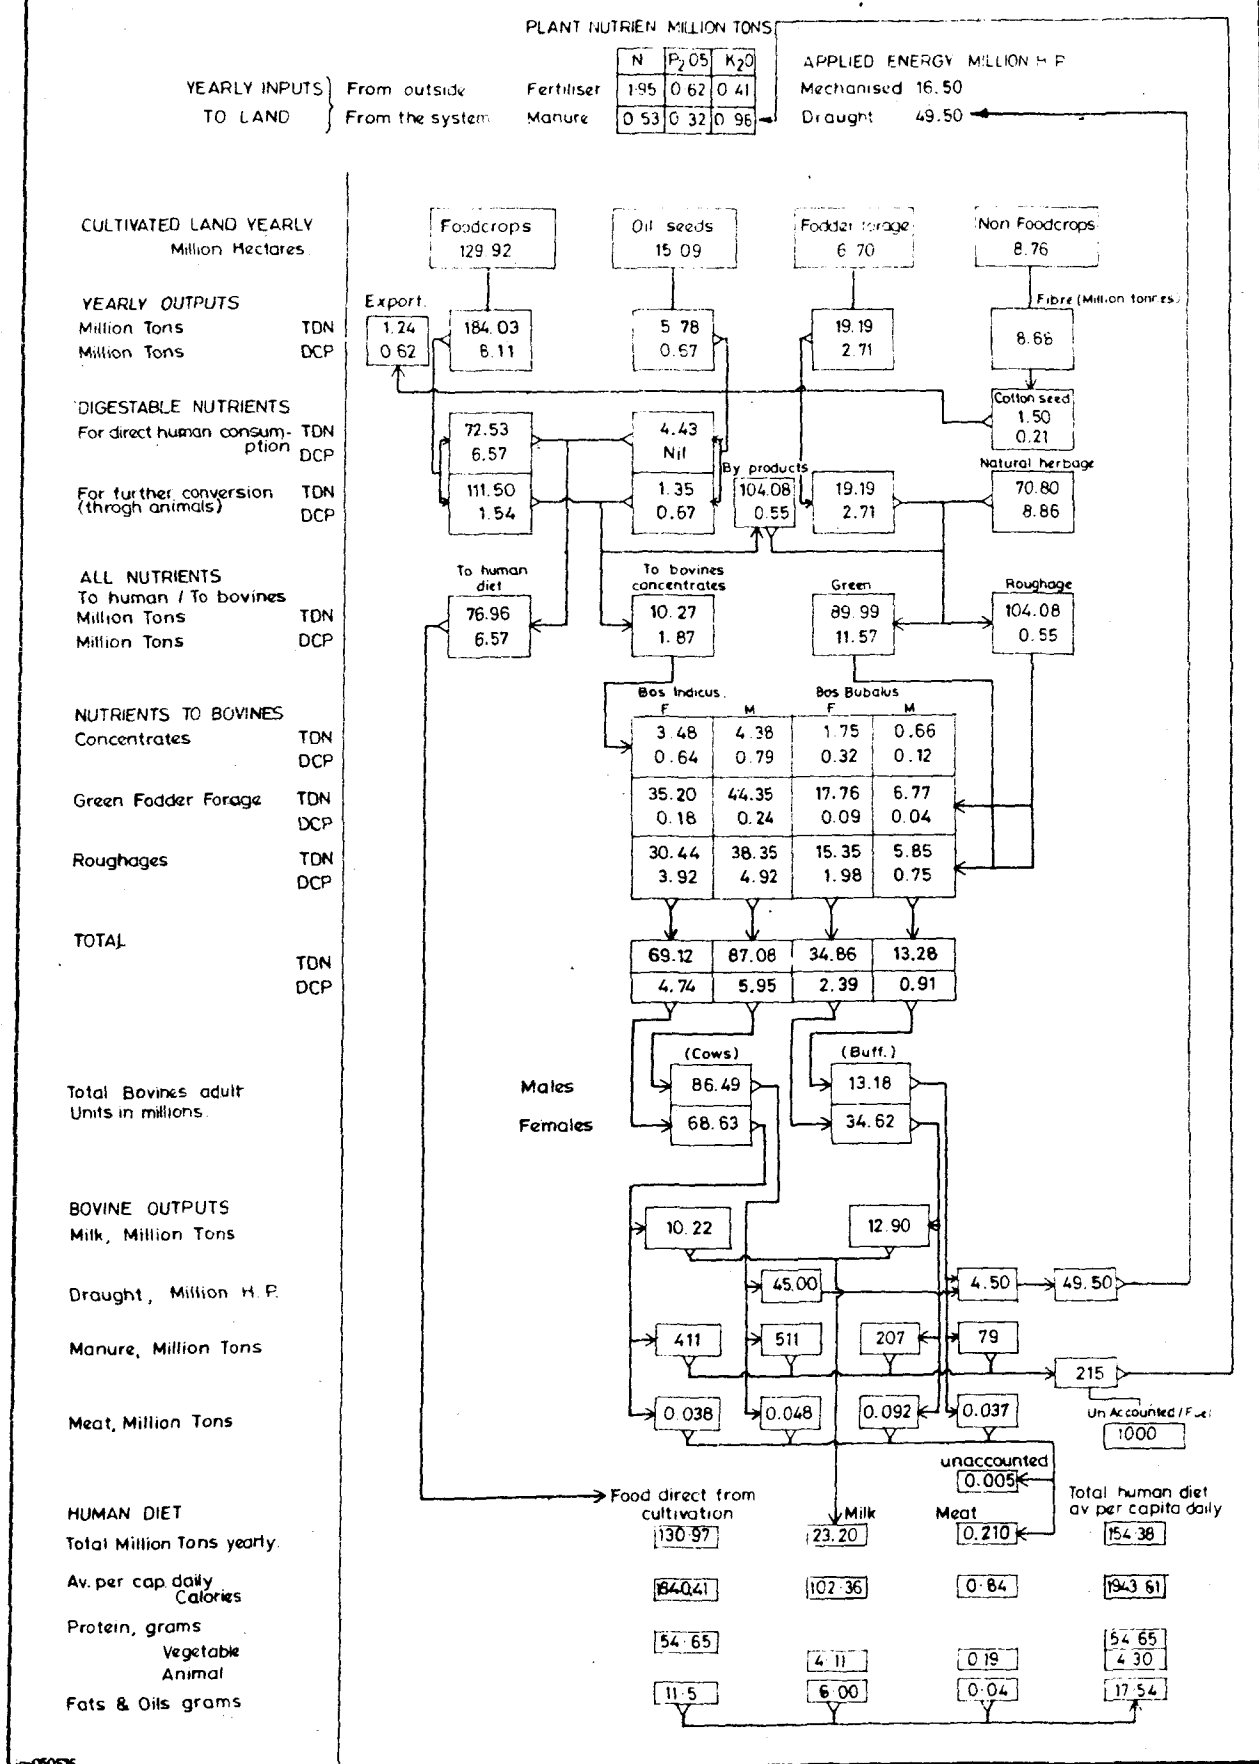 PLANT NUTRIEN MILLION TONS
N P2O5 K2O APPLIED ENERGY MILLION H P
YEARLY INPUTS From outside Fertiliser 1.95 0 62 0 41 Mechanised 16.50
TO LAND From the system Manure 0 53 0 32 0 96 Draught 49.50
CULTIVATED LAND YEARLY Foodcrops Oil seeds Fodder forage Non Foodcrops
Million Hectares 129 92 15 09 6 70 8.76
YEARLY OUTPUTS Export. Fibre (Million tonnes)
Million Tons TDN 1.24 184.03 5 78 19.19 8.66
Million Tons DCP 0 62 8.11 0.67 2.71
DIGESTABLE NUTRIENTS Cotton seed
For direct human consum- TDN 72.53 4.43 1.50
ption DCP 6.57 Nil 0.21
By products Natural herbage
For further conversion TDN 111.50 1.35 104.08 19.19 70.80
(throgh animals) DCP 1.54 0.67 0.55 2.71 8.86
ALL NUTRIENTS To human diet To bovines concentrates Green Roughage
To human / To bovines
Million Tons TDN 76.96 10.27 89.99 104.08
Million Tons DCP 6.57 1.87 11.57 0.55
Bos Indicus. Bos Bubalus
NUTRIENTS TO BOVINES F M F M
Concentrates TDN 3.48 4.38 1.75 0.66
DCP 0.64 0.79 0.32 0.12
Green Fodder Forage TDN 35.20 44.35 17.76 6.77
DCP 0.18 0.24 0.09 0.04
Roughages TDN 30.44 38.35 15.35 5.85
DCP 3.92 4.92 1.98 0.75
TOTAL
TDN 69.12 87.08 34.86 13.28
DCP 4.74 5.95 2.39 0.91
(Cows) (Buff.)
Total Bovines adult Males 86.49 13.18
Units in millions. Females 68.63 34.62
BOVINE OUTPUTS
Milk, Million Tons 10.22 12.90
Draught, Million H.P. 45.00 4.50 49.50
Manure, Million Tons 411 511 207 79
215
Meat, Million Tons 0.038 0.048 0.092 0.037 Un Accounted / Fuel
1000
unaccounted
0.005
HUMAN DIET Food direct from cultivation Milk Meat Total human diet av per capita daily
Total Million Tons yearly. 130.97 23.20 0.210 154.38
Av. per cap. daily
Calories 1840.41 102.36 0.84 1943 61
Protein, grams
Vegetable 54.65 54 65
Animal 4.11 0.19 4 30
Fats & Oils grams 11.5 6.00 0.04 17.54